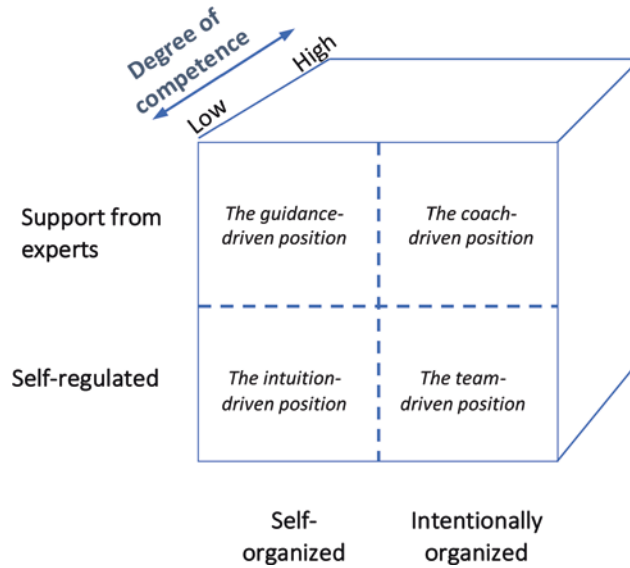 Degree of
competence
High
Low
Support from
experts
The guidance-
driven position
The coach-
driven position
Self-regulated
The intuition-
driven position
The team-
driven position
Self-
organized
Intentionally
organized